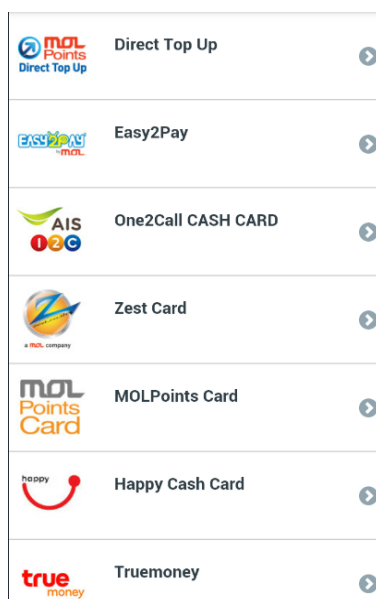 mol
Points
Direct Top Up
Direct Top Up
EASY2PAY
by mol
Easy2Pay
AIS
12C
One2Call CASH CARD
Z
a mol company
Zest Card
mol
Points
Card
MOLPoints Card
happy
Happy Cash Card
true
money
Truemoney